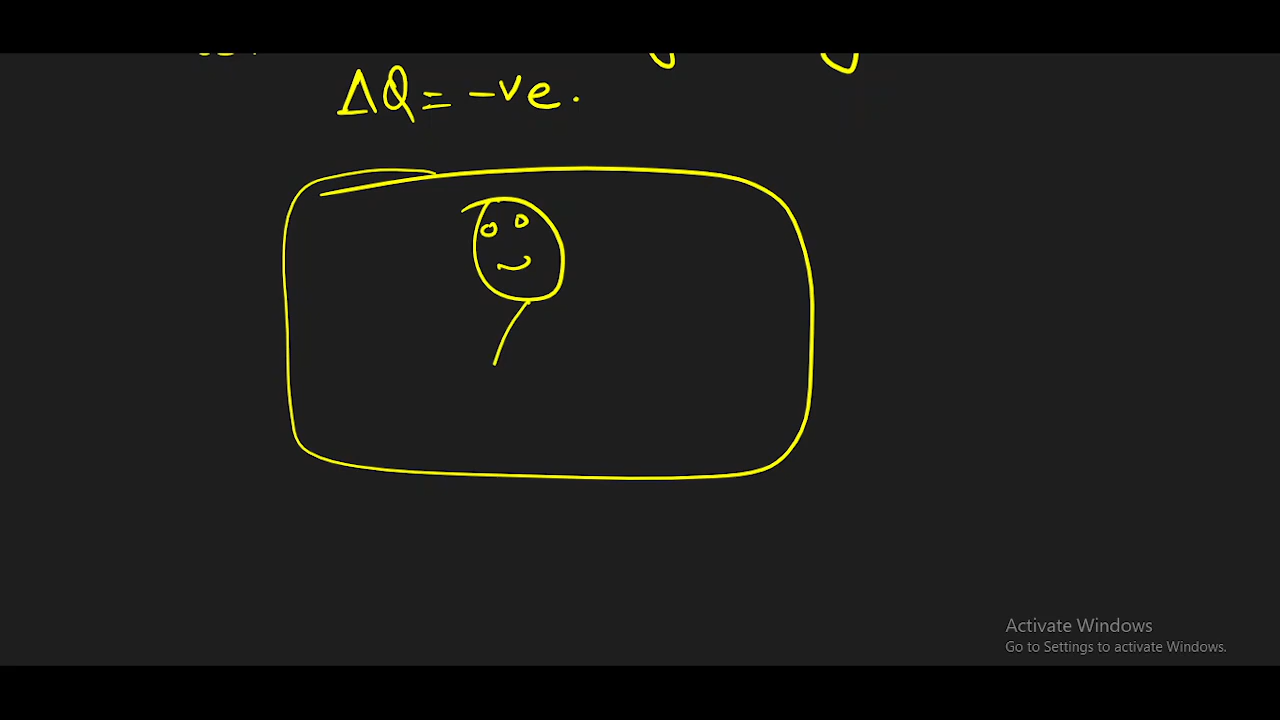 ΔQ = -ve.
Activate Windows
Go to Settings to activate Windows.